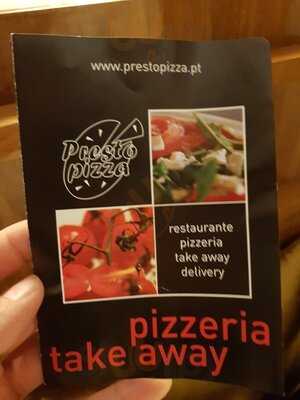 www.prestopizza.pt
Presto
pizza
restaurante
pizzeria
take away
delivery
pizzeria
take away